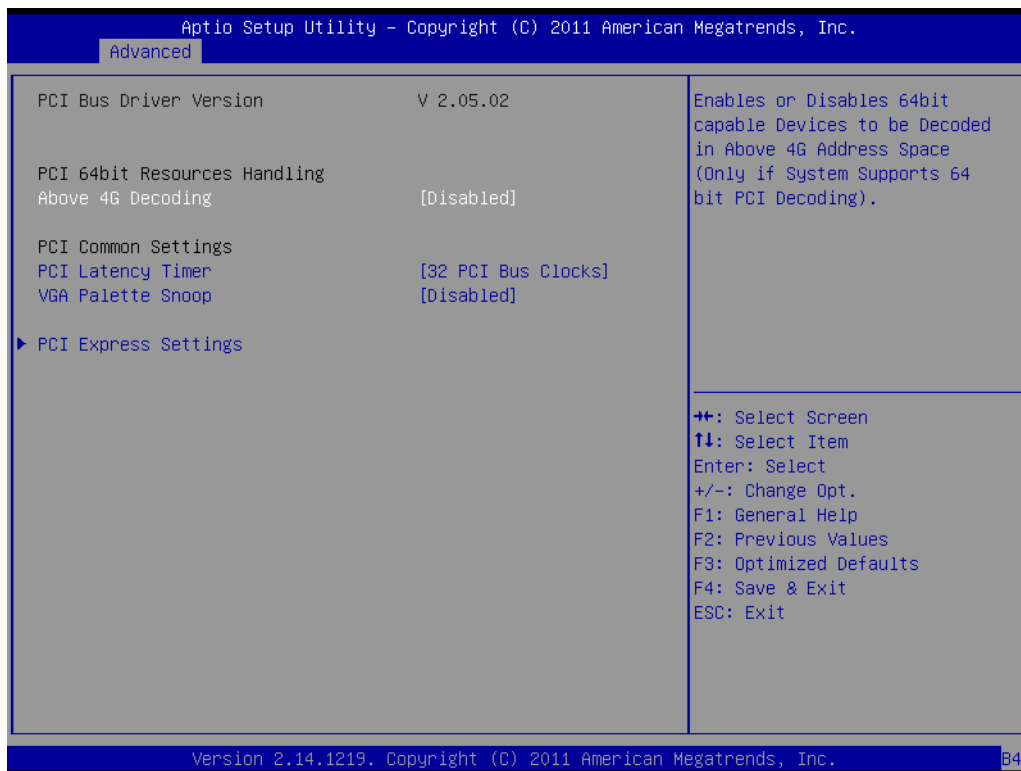 Aptio Setup Utility – Copyright (C) 2011 American Megatrends, Inc.
Advanced
PCI Bus Driver Version V 2.05.02
PCI 64bit Resources Handling
Above 4G Decoding [Disabled]
PCI Common Settings
PCI Latency Timer [32 PCI Bus Clocks]
VGA Palette Snoop [Disabled]
▶ PCI Express Settings
Enables or Disables 64bit
capable Devices to be Decoded
in Above 4G Address Space
(Only if System Supports 64
bit PCI Decoding).
→←: Select Screen
↑↓: Select Item
Enter: Select
+/-: Change Opt.
F1: General Help
F2: Previous Values
F3: Optimized Defaults
F4: Save & Exit
ESC: Exit
Version 2.14.1219. Copyright (C) 2011 American Megatrends, Inc.
B4